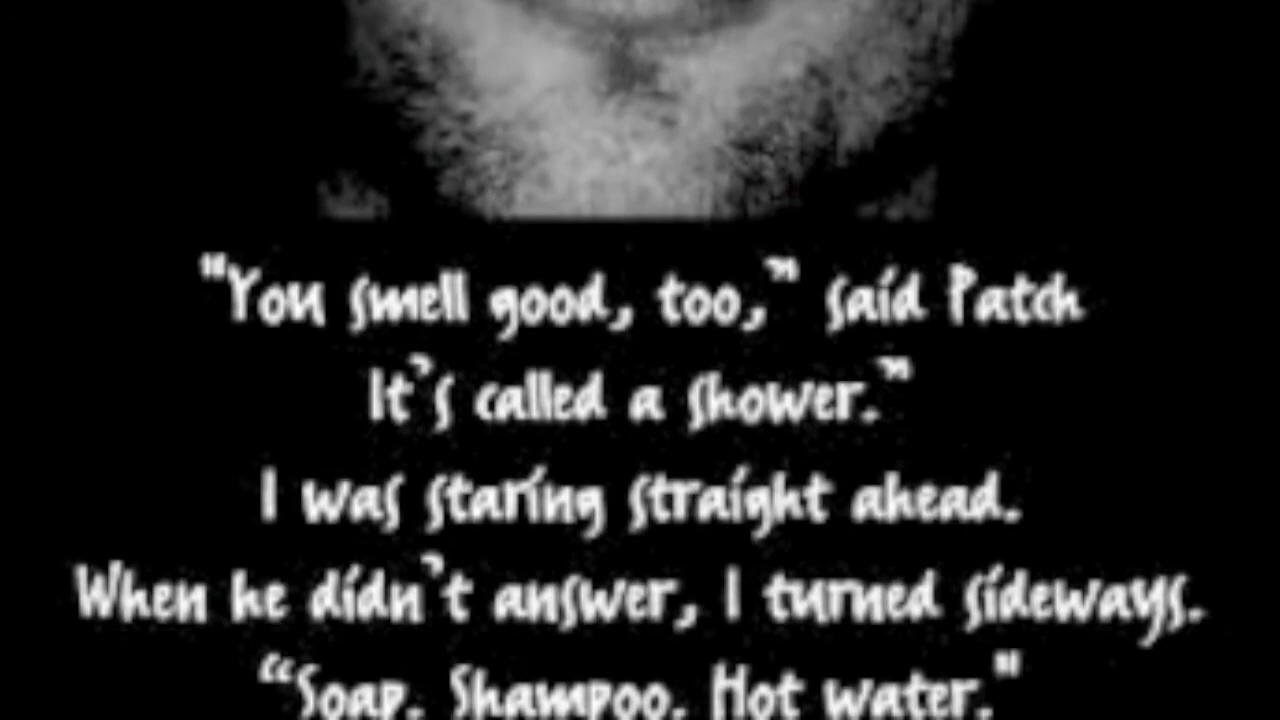 "You smell good, too,” said Patch
It’s called a shower.”
I was staring straight ahead.
When he didn’t answer, I turned sideways.
“Soap. Shampoo. Hot water."